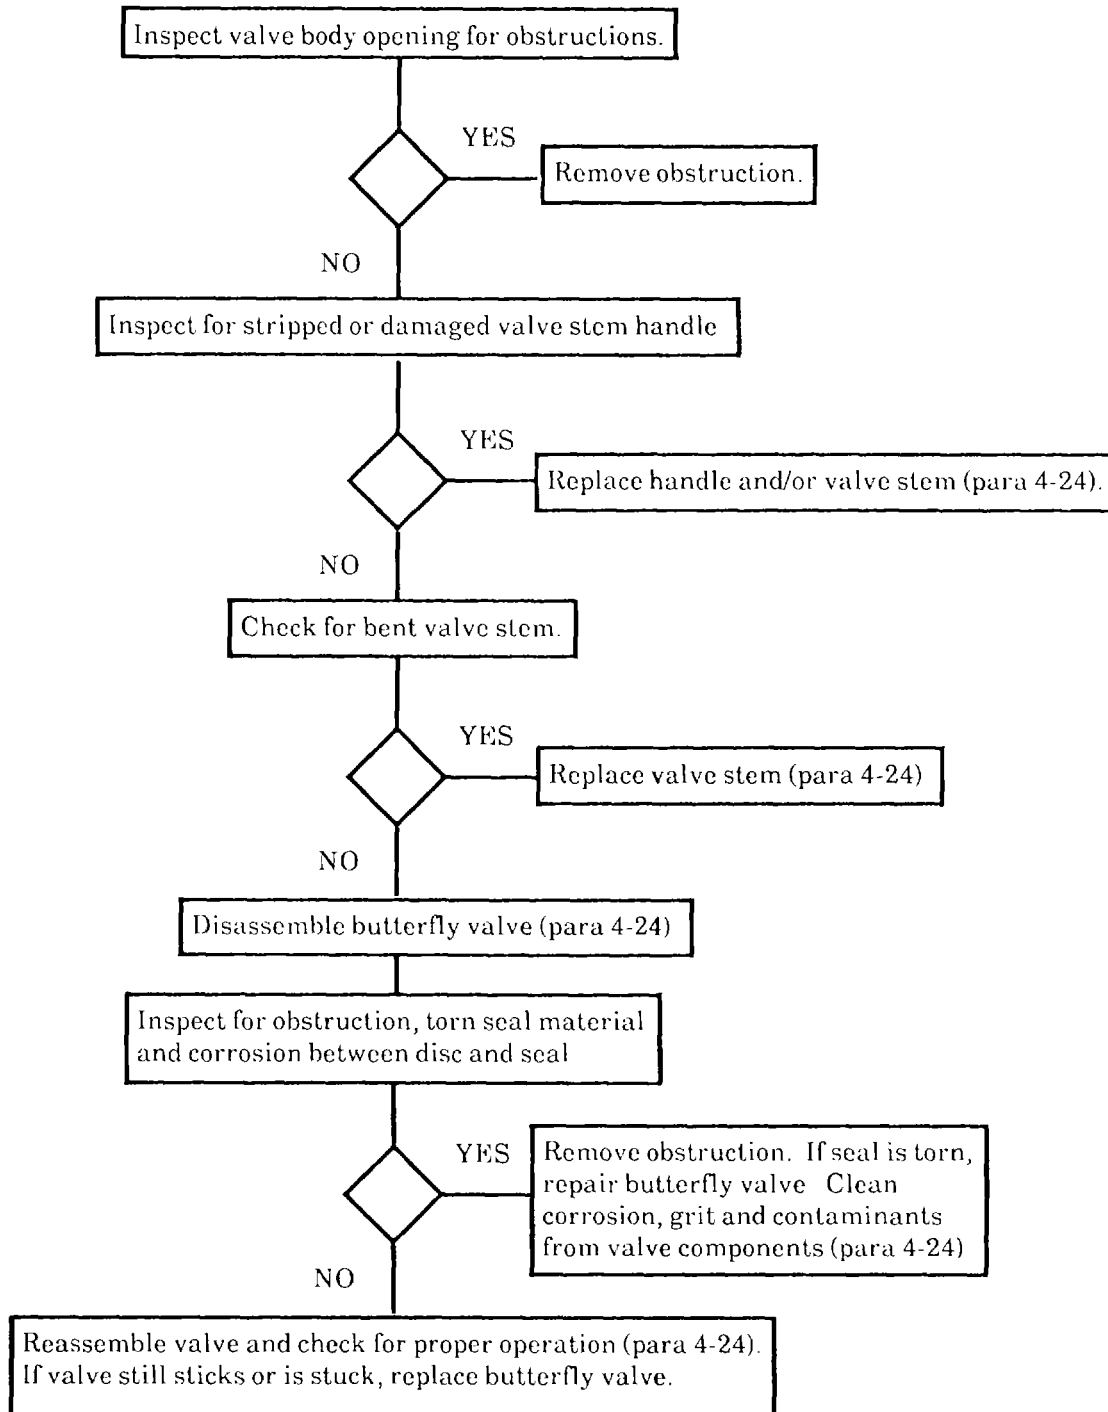 Inspect valve body opening for obstructions.
YES
Remove obstruction.
NO
Inspect for stripped or damaged valve stem handle
YES
Replace handle and/or valve stem (para 4-24).
NO
Check for bent valve stem.
YES
Replace valve stem (para 4-24)
NO
Disassemble butterfly valve (para 4-24)
Inspect for obstruction, torn seal material
and corrosion between disc and seal
YES
Remove obstruction. If seal is torn,
repair butterfly valve Clean
corrosion, grit and contaminants
from valve components (para 4-24)
NO
Reassemble valve and check for proper operation (para 4-24).
If valve still sticks or is stuck, replace butterfly valve.